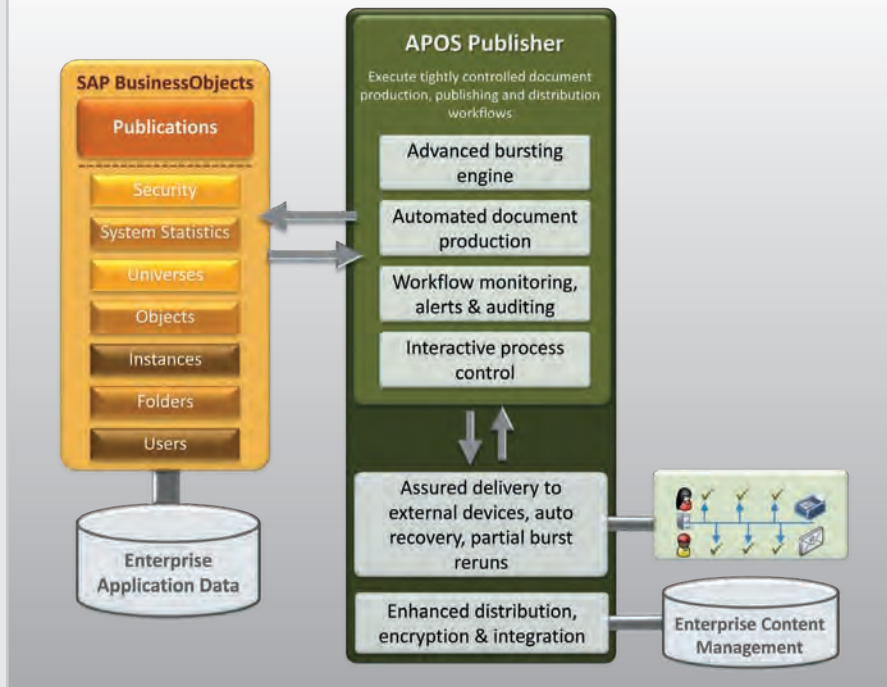 SAP BusinessObjects
Publications
Security
System Statistics
Universes
Objects
Instances
Folders
Users
Enterprise
Application Data
APOS Publisher
Execute tightly controlled document
production, publishing and distribution
workflows
Advanced bursting
engine
Automated document
production
Workflow monitoring,
alerts & auditing
Interactive process
control
Assured delivery to
external devices, auto
recovery, partial burst
reruns
Enhanced distribution,
encryption & integration
Enterprise Content
Management